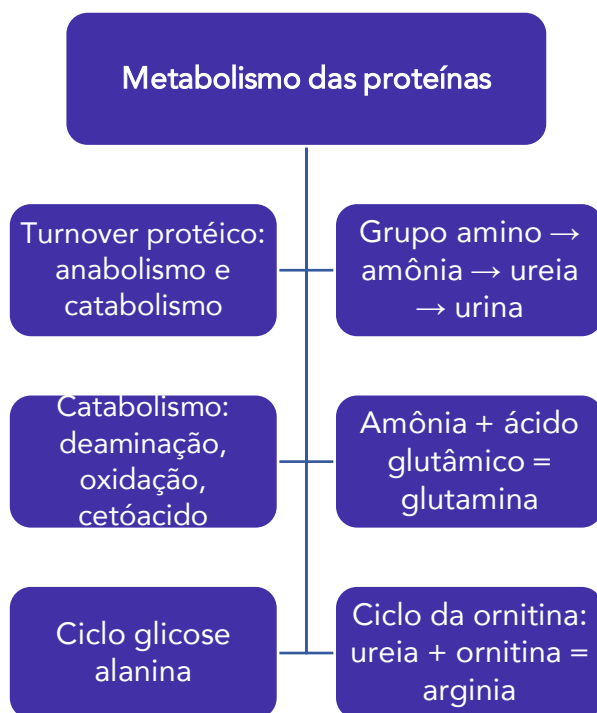 Metabolismo das proteínas
Turnover protéico:
anabolismo e
catabolismo
Grupo amino →
amônia → ureia
→ urina
Catabolismo:
deaminação,
oxidação,
cetóacido
Amônia + ácido
glutâmico =
glutamina
Ciclo glicose
alanina
Ciclo da ornitina:
ureia + ornitina =
arginia